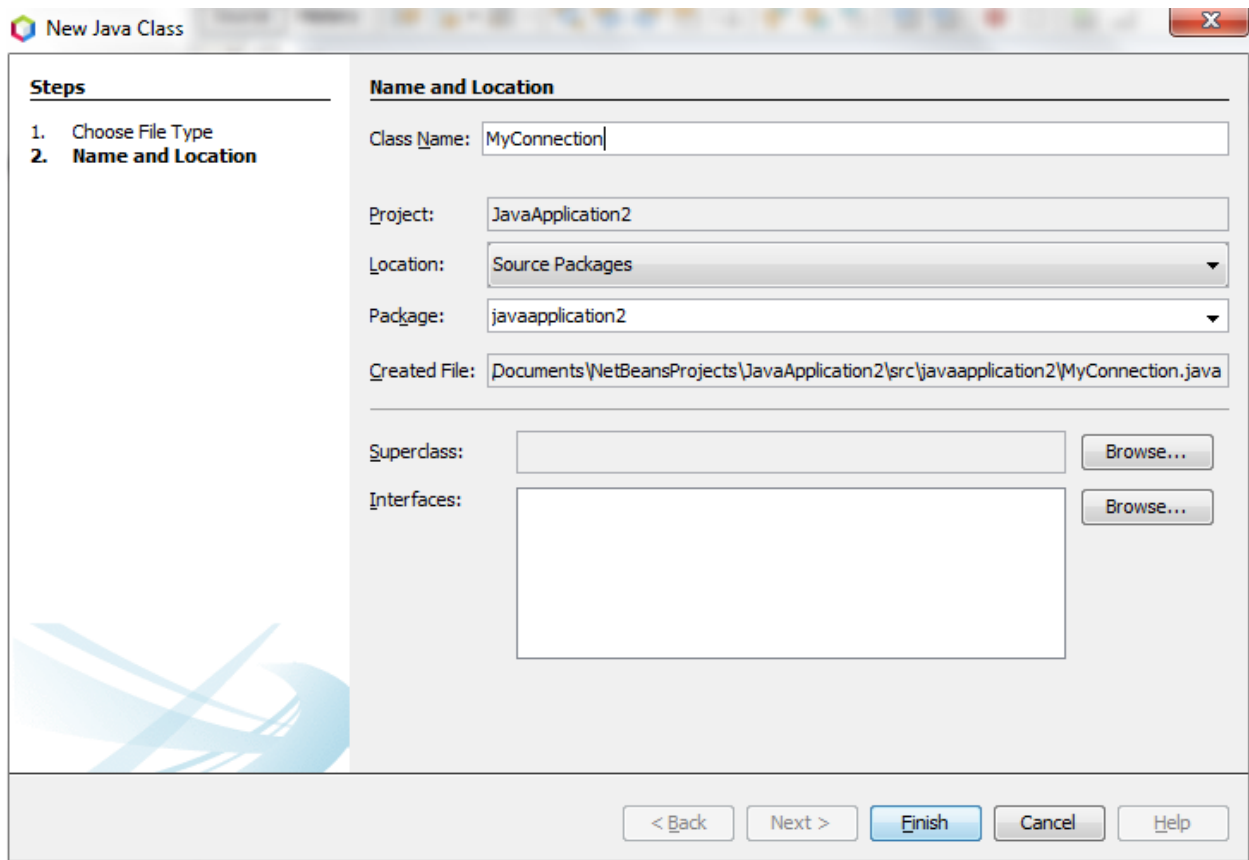 New Java Class
Steps
1. Choose File Type
2. Name and Location
Name and Location
Class Name: MyConnection
Project: JavaApplication2
Location: Source Packages
Package: javaapplication2
Created File: Documents\NetBeansProjects\JavaApplication2\src\javaapplication2\MyConnection.java
Superclass: Browse...
Interfaces: Browse...
< Back Next > Finish Cancel Help